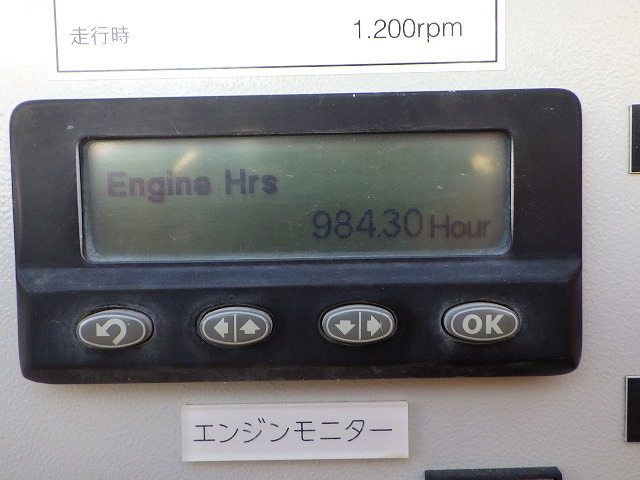 走行時 1.200rpm
Engine Hrs
984.30 Hour
OK
エンジンモニター